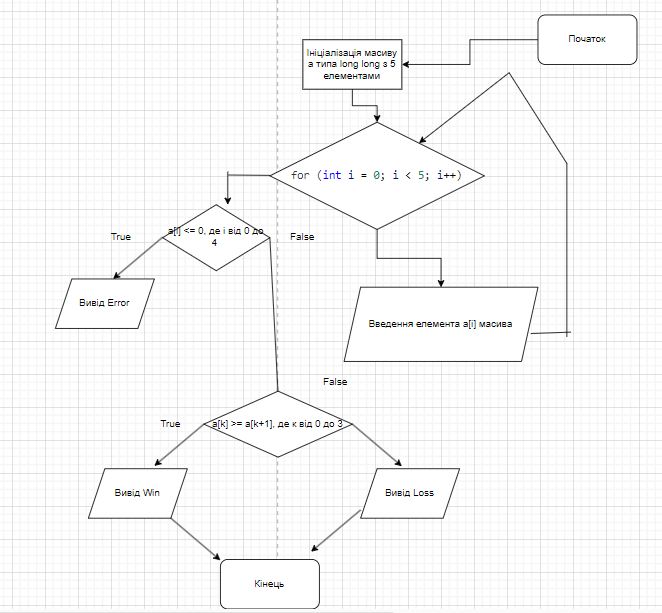 Початок
Ініціалізація масиву
а типа long long з 5
елементами
for (int i = 0; i < 5; i++)
a[i] <= 0, де і від 0 до
4
True
False
Вивід Error
Введення елемента a[i] масива
False
True
a[k] >= a[k+1], де к від 0 до 3
Вивід Win
Вивід Loss
Кінець